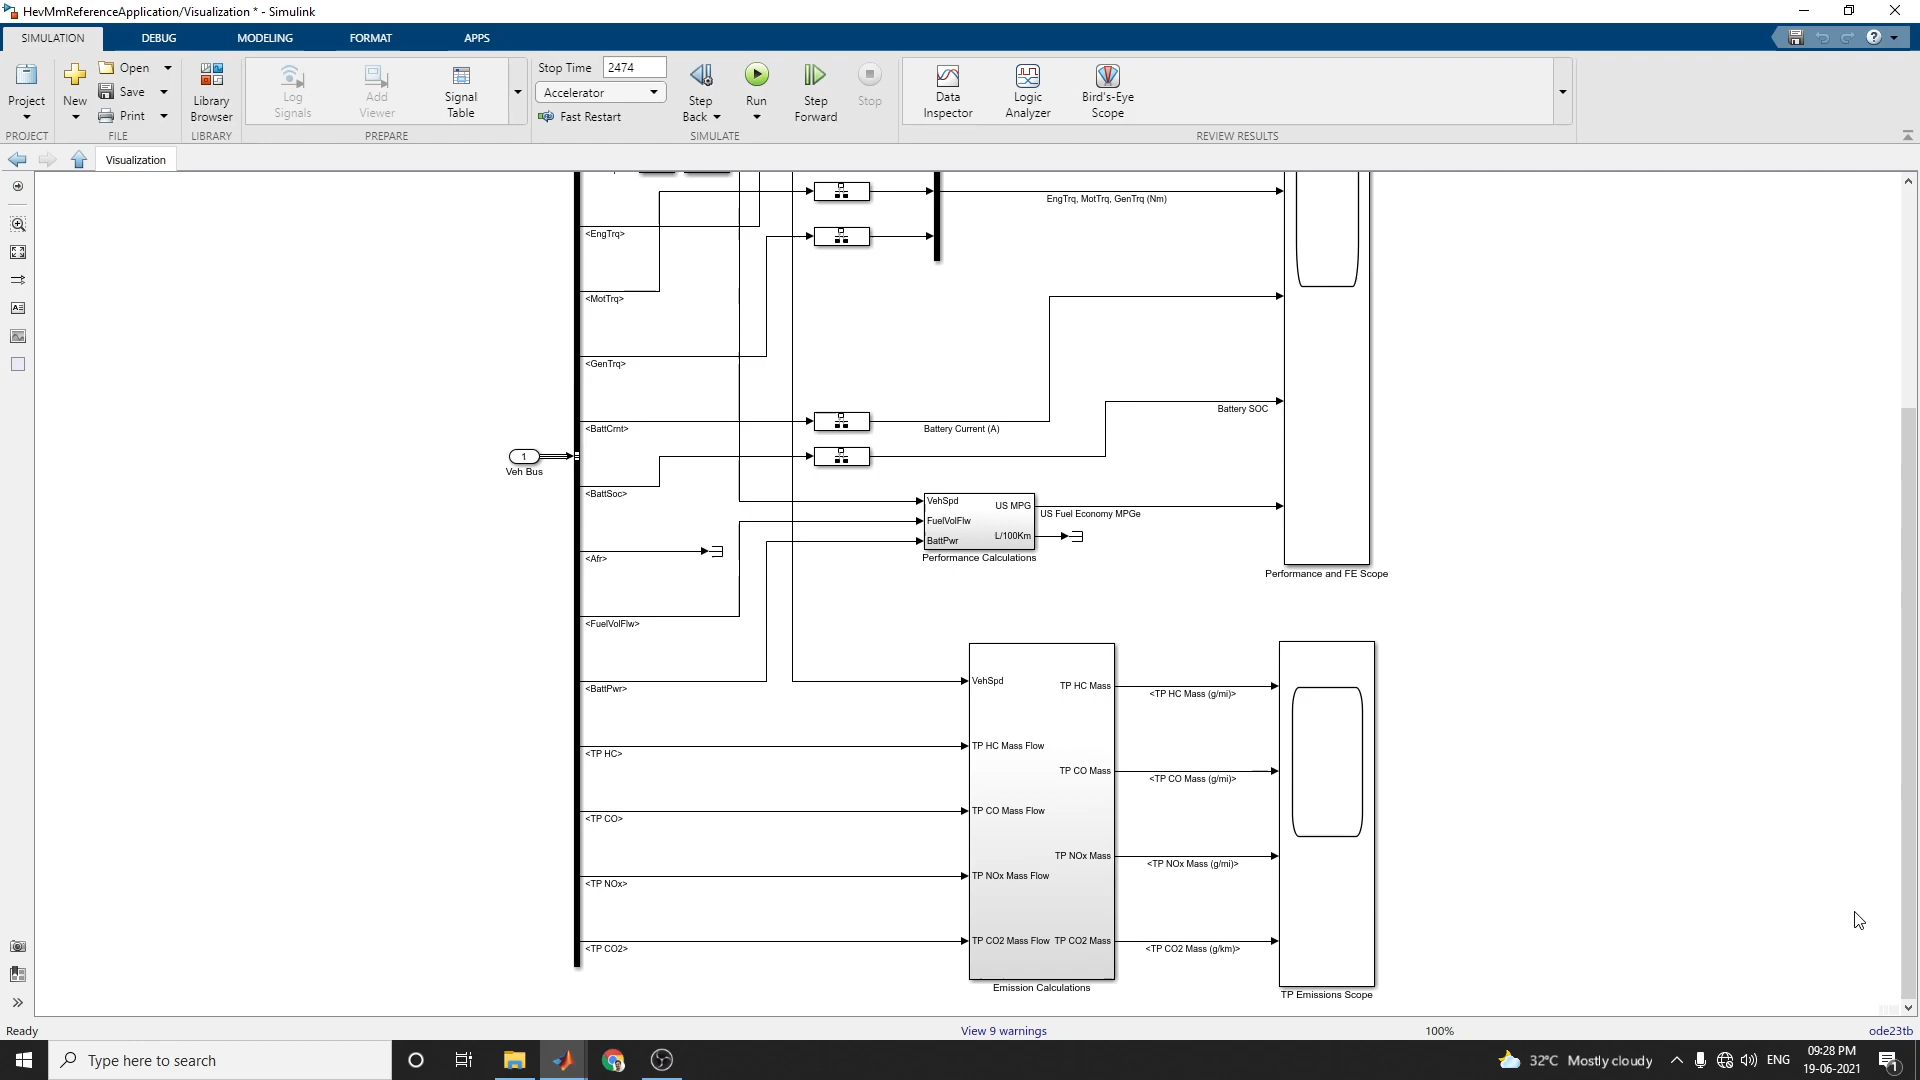 HevMmReferenceApplication/Visualization * - Simulink
SIMULATION DEBUG MODELING FORMAT APPS
Project
PROJECT
New
Open
Save
Print
FILE
Library
Browser
LIBRARY
Log
Signals
Add
Viewer
Signal
Table
PREPARE
Stop Time 2474
Accelerator
Fast Restart
Step
Back
Run
Step
Forward
Stop
SIMULATE
Data
Inspector
Logic
Analyzer
Bird's-Eye
Scope
REVIEW RESULTS
Visualization
EngTrq, MotTrq, GenTrq (Nm)
<EngTrq>
<MotTrq>
<GenTrq>
Battery SOC
<BattCrnt>
Battery Current (A)
1
Veh Bus
<BattSoc>
VehSpd
US MPG
US Fuel Economy MPGe
FuelVolFlw
L/100Km
BattPwr
Performance Calculations
<Afr>
Performance and FE Scope
<FuelVolFlw>
<BattPwr>
VehSpd
TP HC Mass
<TP HC Mass (g/mi)>
<TP HC>
TP HC Mass Flow
TP CO Mass
<TP CO Mass (g/mi)>
<TP CO>
TP CO Mass Flow
TP NOx Mass
<TP NOx Mass (g/mi)>
<TP NOx>
TP NOx Mass Flow
<TP CO2>
TP CO2 Mass Flow TP CO2 Mass
<TP CO2 Mass (g/km)>
Emission Calculations
TP Emissions Scope
Ready
View 9 warnings
100%
ode23tb
Type here to search
32°C Mostly cloudy
ENG
09:28 PM
19-06-2021
1